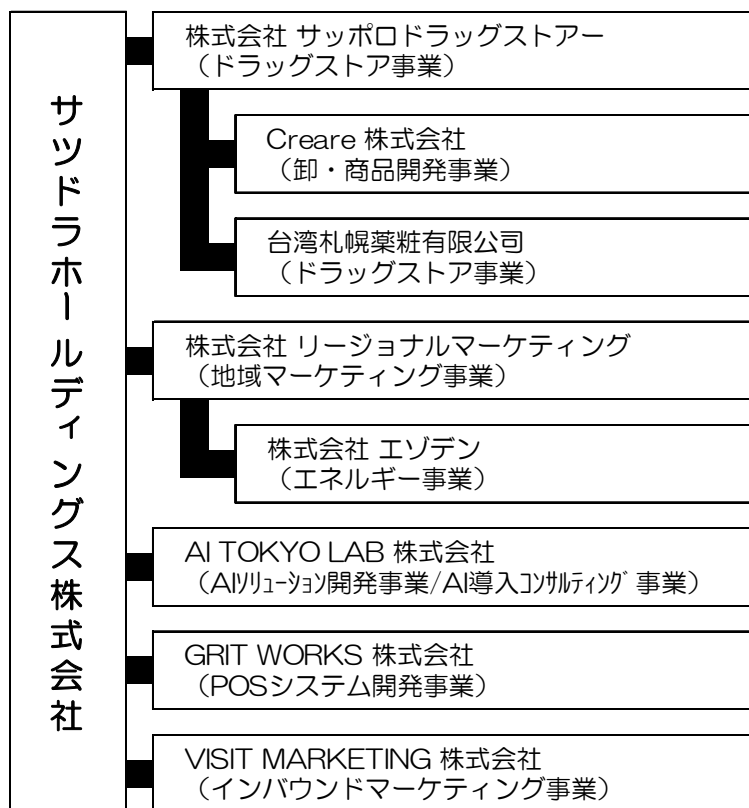 サツドラホールディングス株式会社
株式会社 サッポロドラッグストアー
（ドラッグストア事業）
Creare 株式会社
（卸・商品開発事業）
台湾札幌薬粧有限公司
（ドラッグストア事業）
株式会社 リージョナルマーケティング
（地域マーケティング事業）
株式会社 エゾデン
（エネルギー事業）
AI TOKYO LAB 株式会社
（AIｿリューション開発事業/AI導入ｺﾝｻﾙﾃｨﾝｸﾞ事業）
GRIT WORKS 株式会社
（POSシステム開発事業）
VISIT MARKETING 株式会社
（インバウンドマーケティング事業）